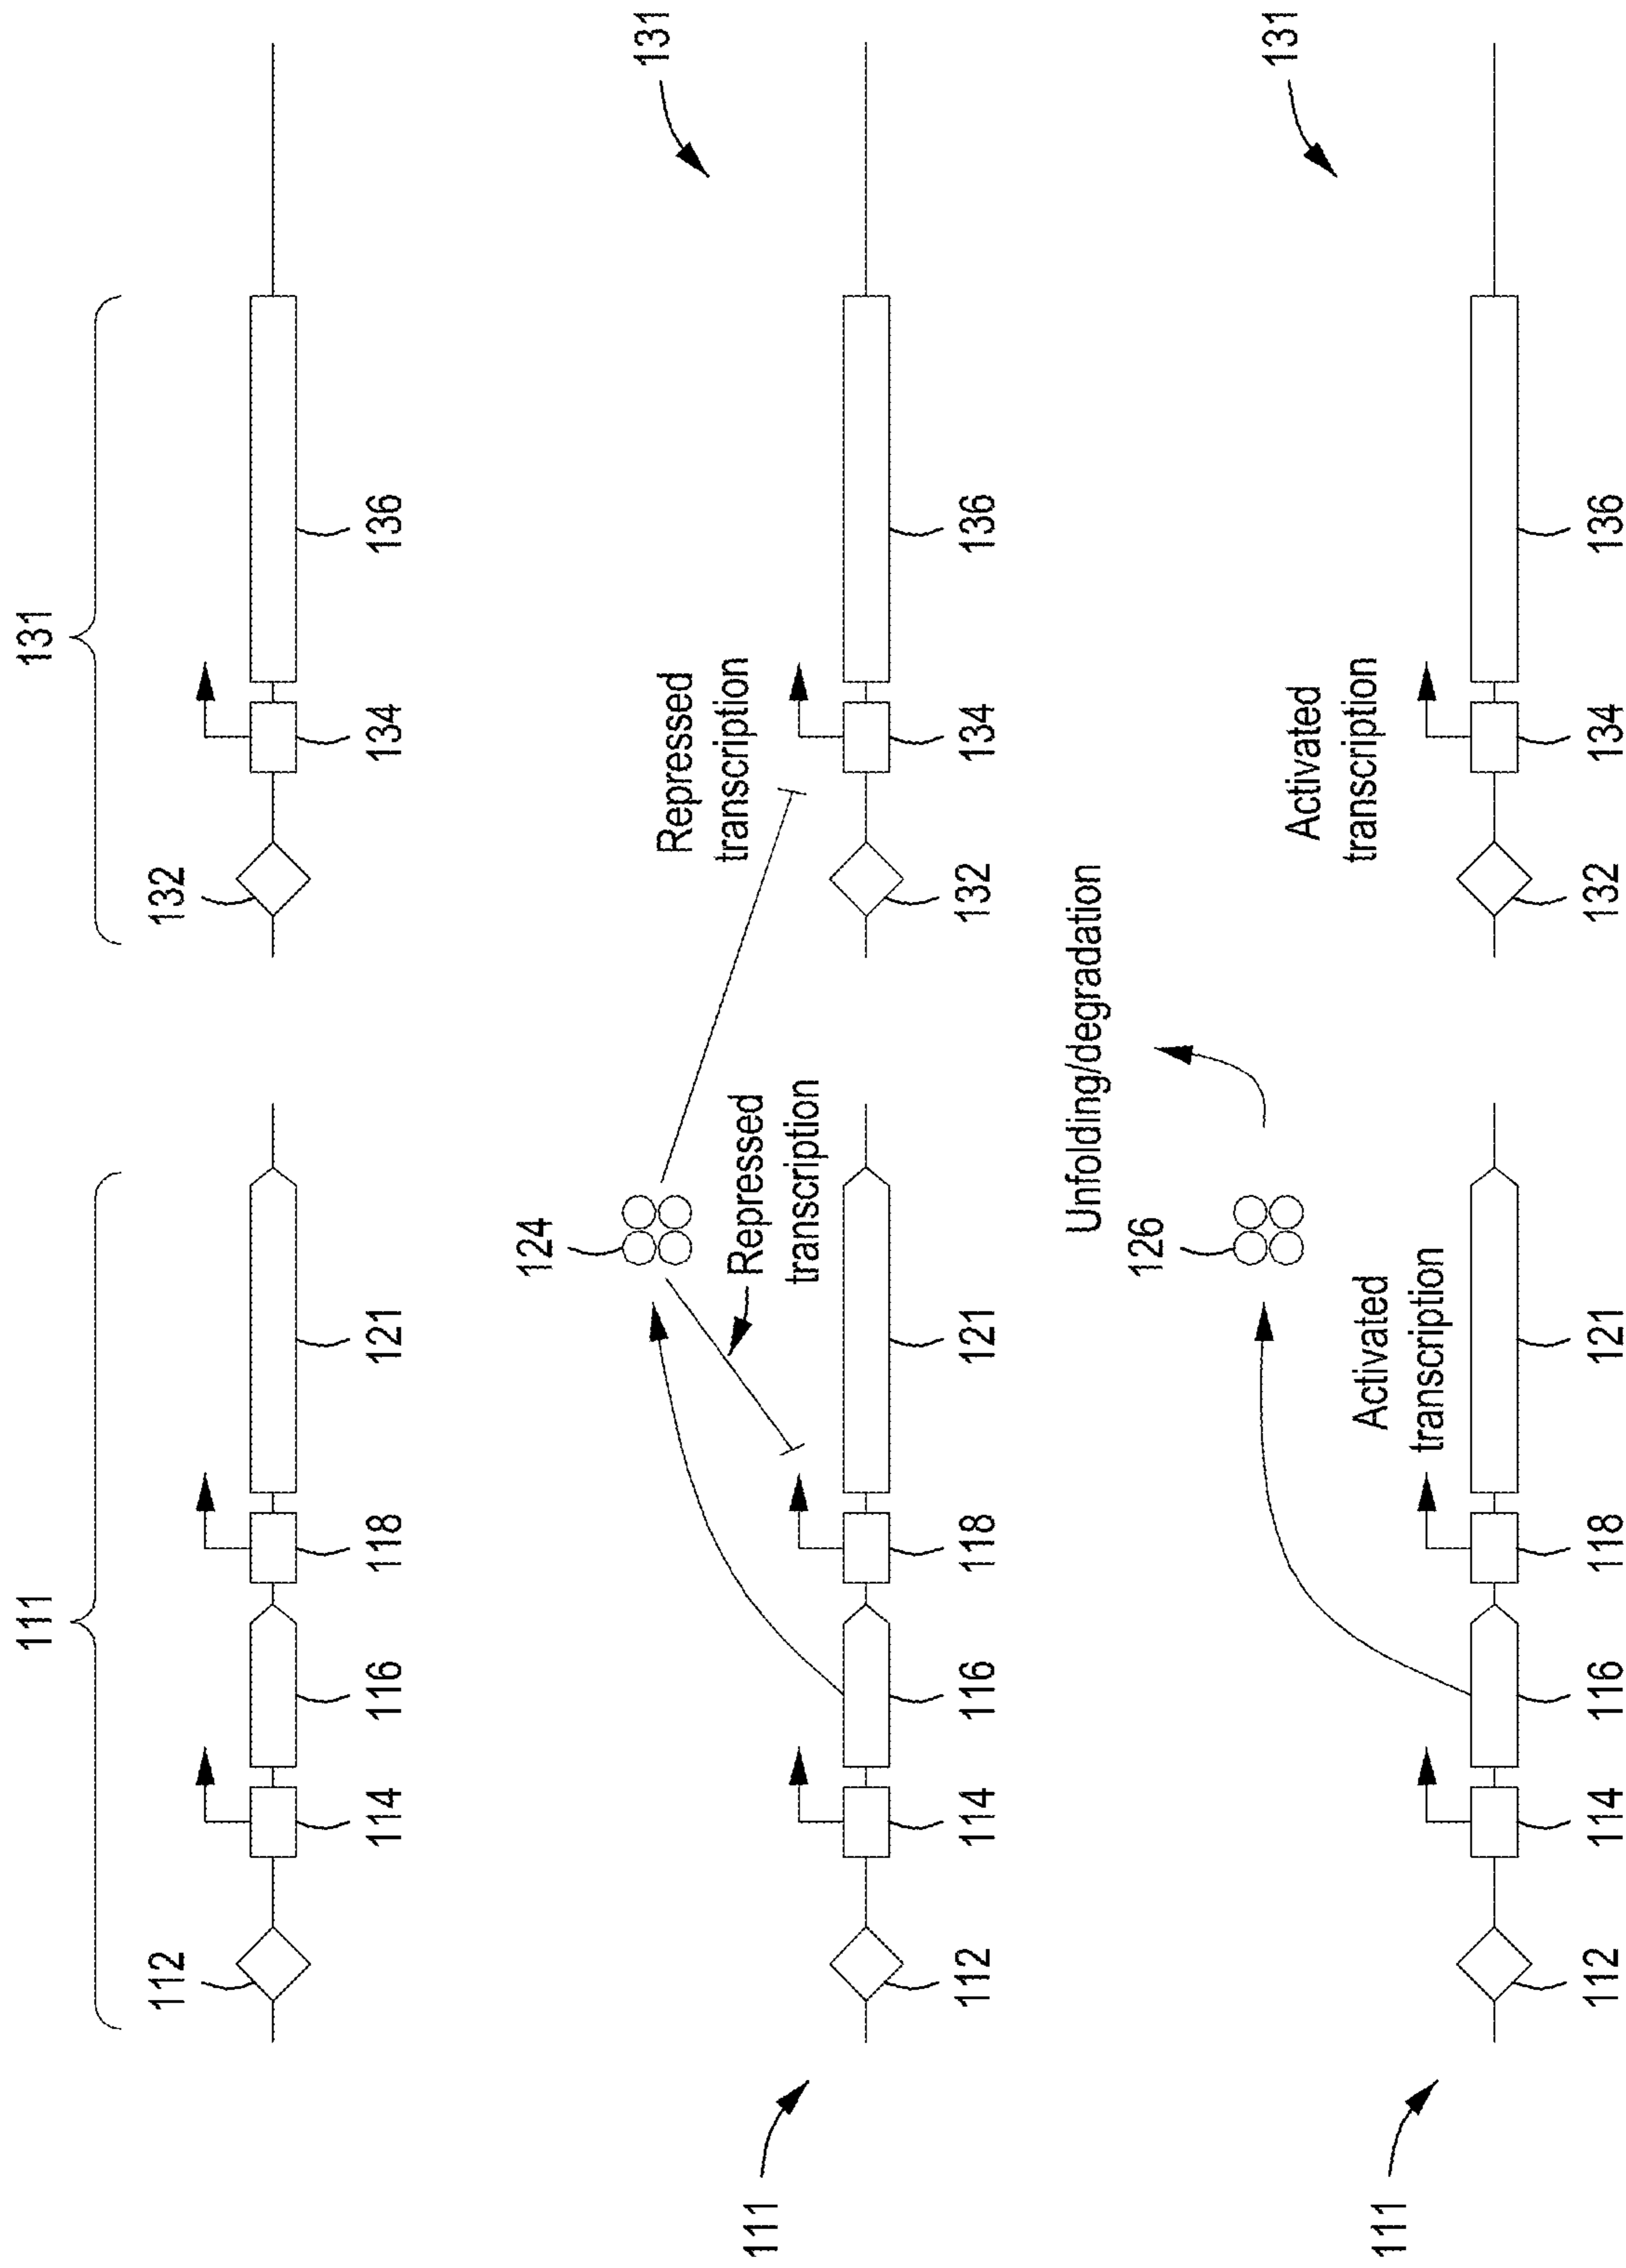 111
131
112
132
114 116 118 121 134 136
124
131
Repressed
transcription
Repressed
transcription
111
112 114 116 118 121 132 134 136
Unfolding/degradation
126
131
Activated
transcription
Activated
transcription
111
112 114 116 118 121 132 134 136